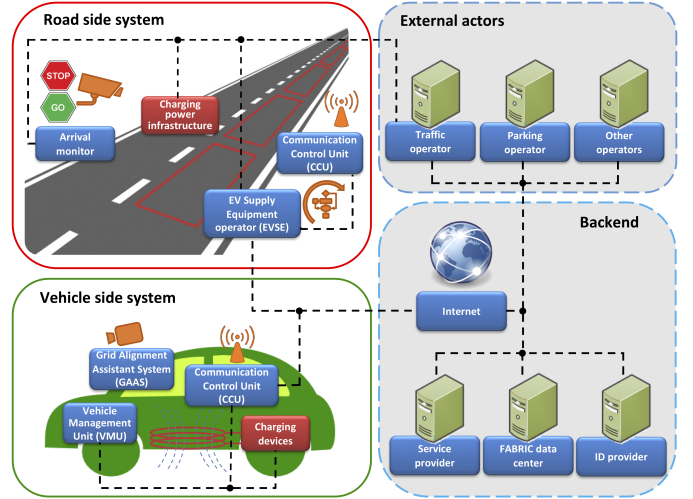 Road side system
STOP
GO
Arrival
monitor
Charging
power
infrastructure
Communication
Control Unit
(CCU)
EV Supply
Equipment
operator (EVSE)
External actors
Traffic
operator
Parking
operator
Other
operators
Backend
Internet
Service
provider
FABRIC data
center
ID provider
Vehicle side system
Grid Alignment
Assistant System
(GAAS)
Communication
Control Unit
(CCU)
Vehicle
Management
Unit (VMU)
Charging
devices